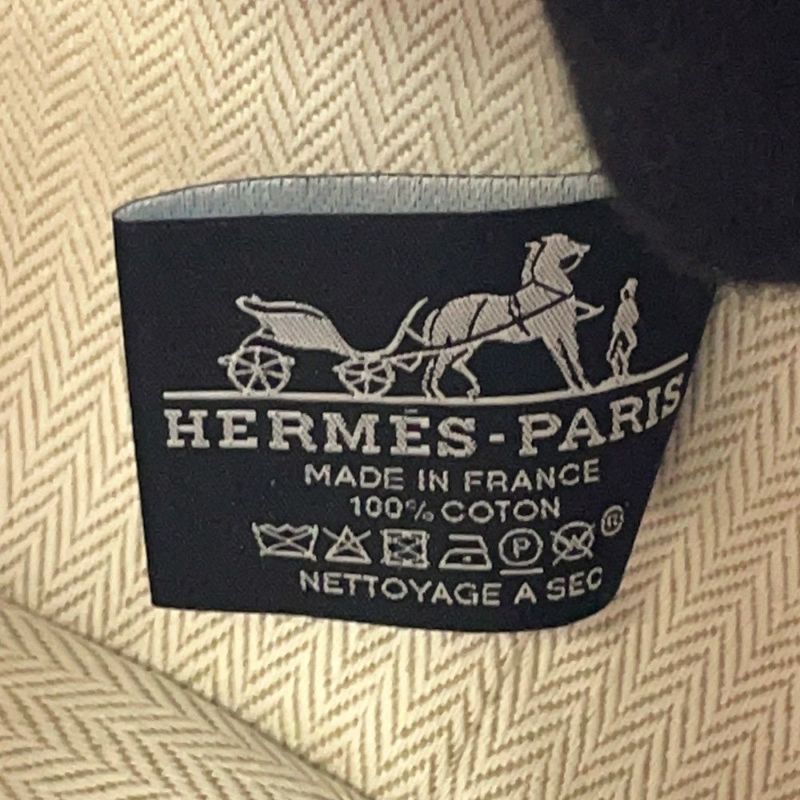 HERMÈS-PARIS
MADE IN FRANCE
100% COTON
P W ®
NETTOYAGE A SEC